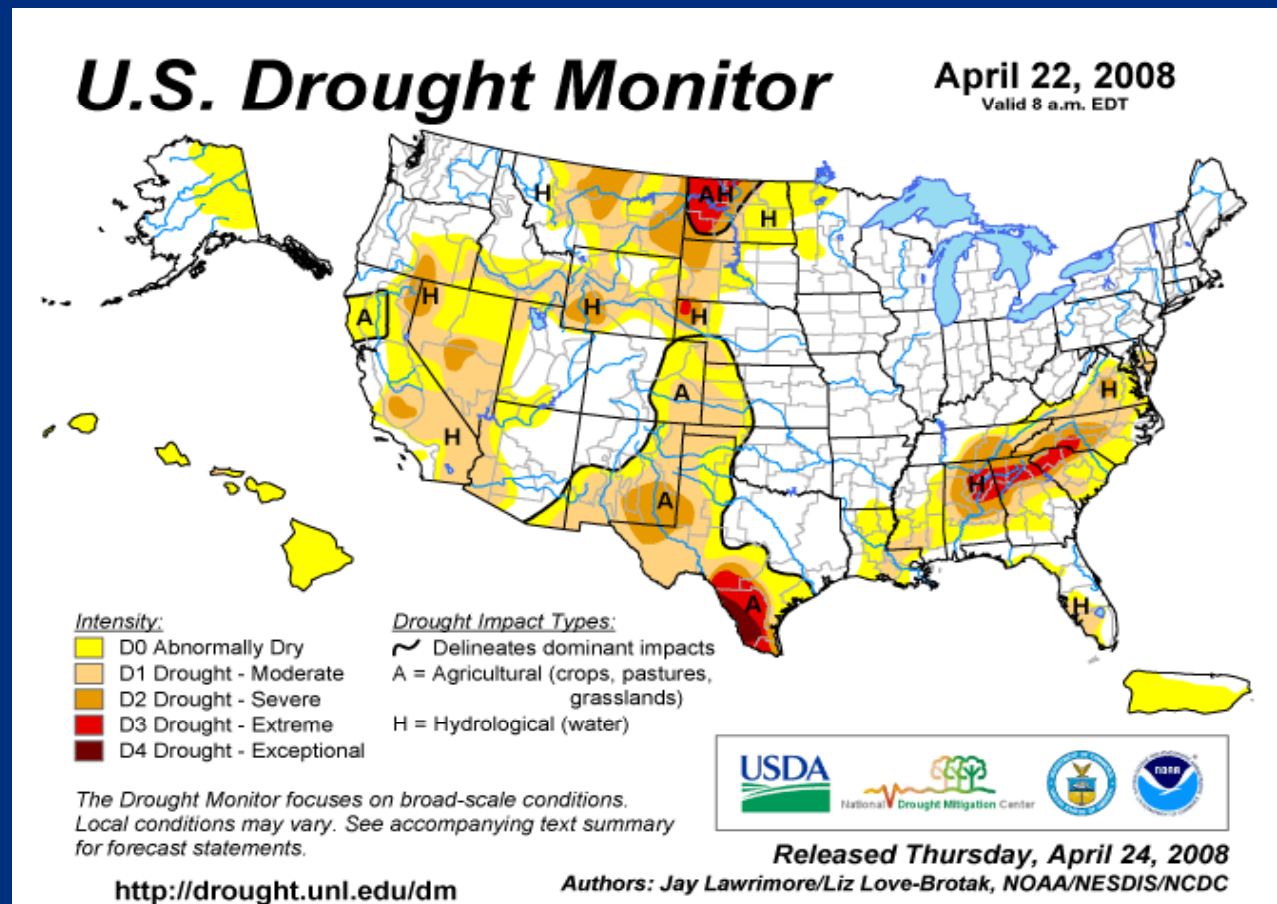 U.S. Drought Monitor
April 22, 2008
Valid 8 a.m. EDT
H
A H
H
H
H
H
A
A
H
A
H
H
A
A
H
Intensity:
D0 Abnormally Dry
D1 Drought - Moderate
D2 Drought - Severe
D3 Drought - Extreme
D4 Drought - Exceptional
Drought Impact Types:
Delineates dominant impacts
A = Agricultural (crops, pastures,
grasslands)
H = Hydrological (water)
The Drought Monitor focuses on broad-scale conditions.
Local conditions may vary. See accompanying text summary
for forecast statements.
http://drought.unl.edu/dm
USDA
National Drought Mitigation Center
noaa
Released Thursday, April 24, 2008
Authors: Jay Lawrimore/Liz Love-Brotak, NOAA/NESDIS/NCDC